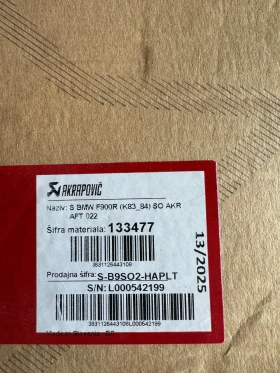 AKRAPOVIČ
Naziv: S BMW F900R (K83_84) SO AKR
AFT 022
Šifra materiala: 133477
3831126443108
Prodajna šifra: S-B9SO2-HAPLT
S/N: L000542199
3831126443108L000542199
13/2025